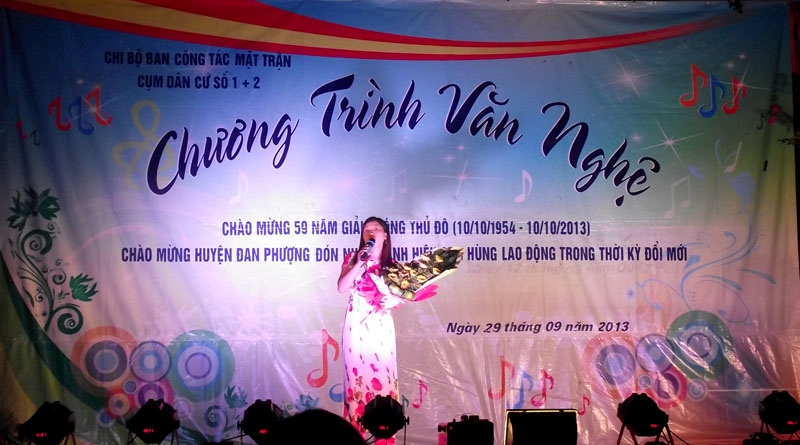 CHI BỘ BAN CÔNG TÁC MẶT TRẬN
CỤM DÂN CƯ SỐ 1 + 2
Chương Trình Văn Nghệ
CHÀO MỪNG 59 NĂM GIẢI THỦ ĐÔ (10/10/1954 - 10/10/2013)
CHÀO MỪNG HUYỆN ĐAN PHƯỢNG ĐÓN HÙNG LAO ĐỘNG TRONG THỜI KỲ ĐỔI MỚI
Ngày 29 tháng 09 năm 2013